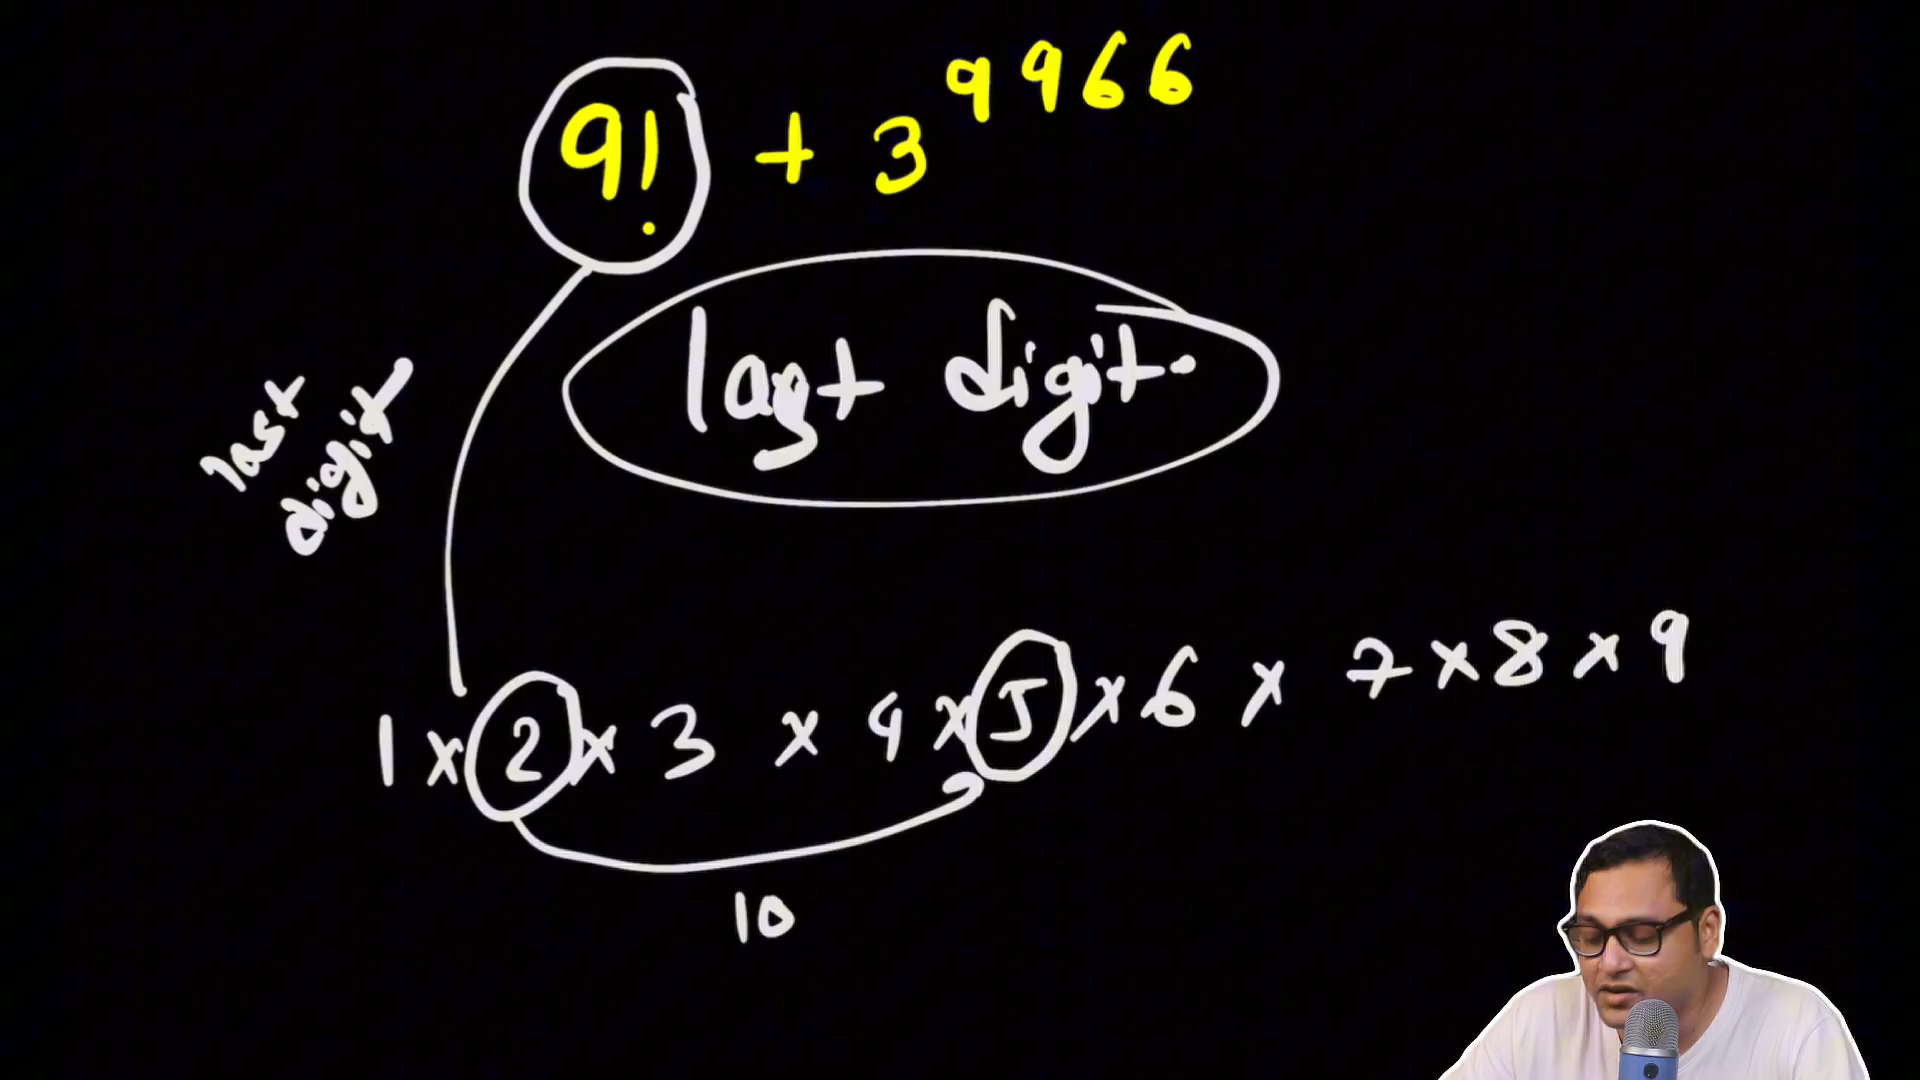 9! + 3^9966
last digit.
last
digit
1 x 2 x 3 x 4 x 5 x 6 x 7 x 8 x 9
10